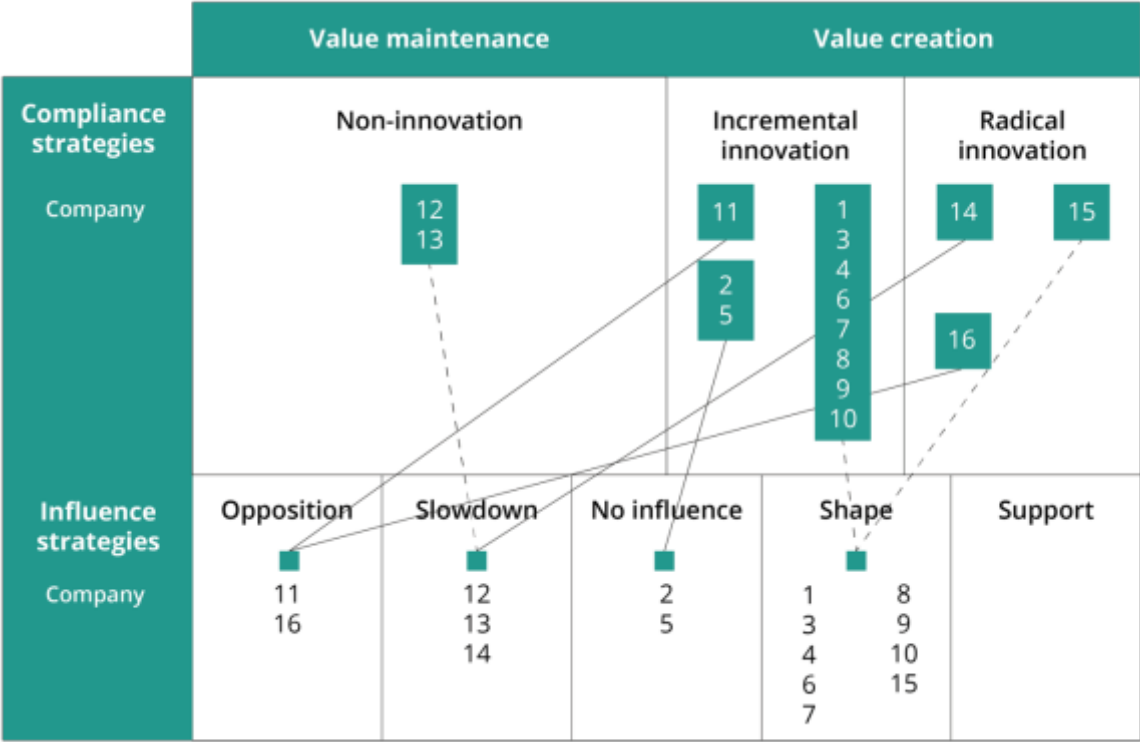 Value maintenance
Value creation
Compliance
strategies
Company
Non-innovation
12
13
Incremental
innovation
11
2
5
1
3
4
6
7
8
9
10
Radical
innovation
14
15
16
Influence
strategies
Company
Opposition
11
16
Slowdown
12
13
14
No influence
2
5
Shape
1
3
4
6
7
8
9
10
15
Support